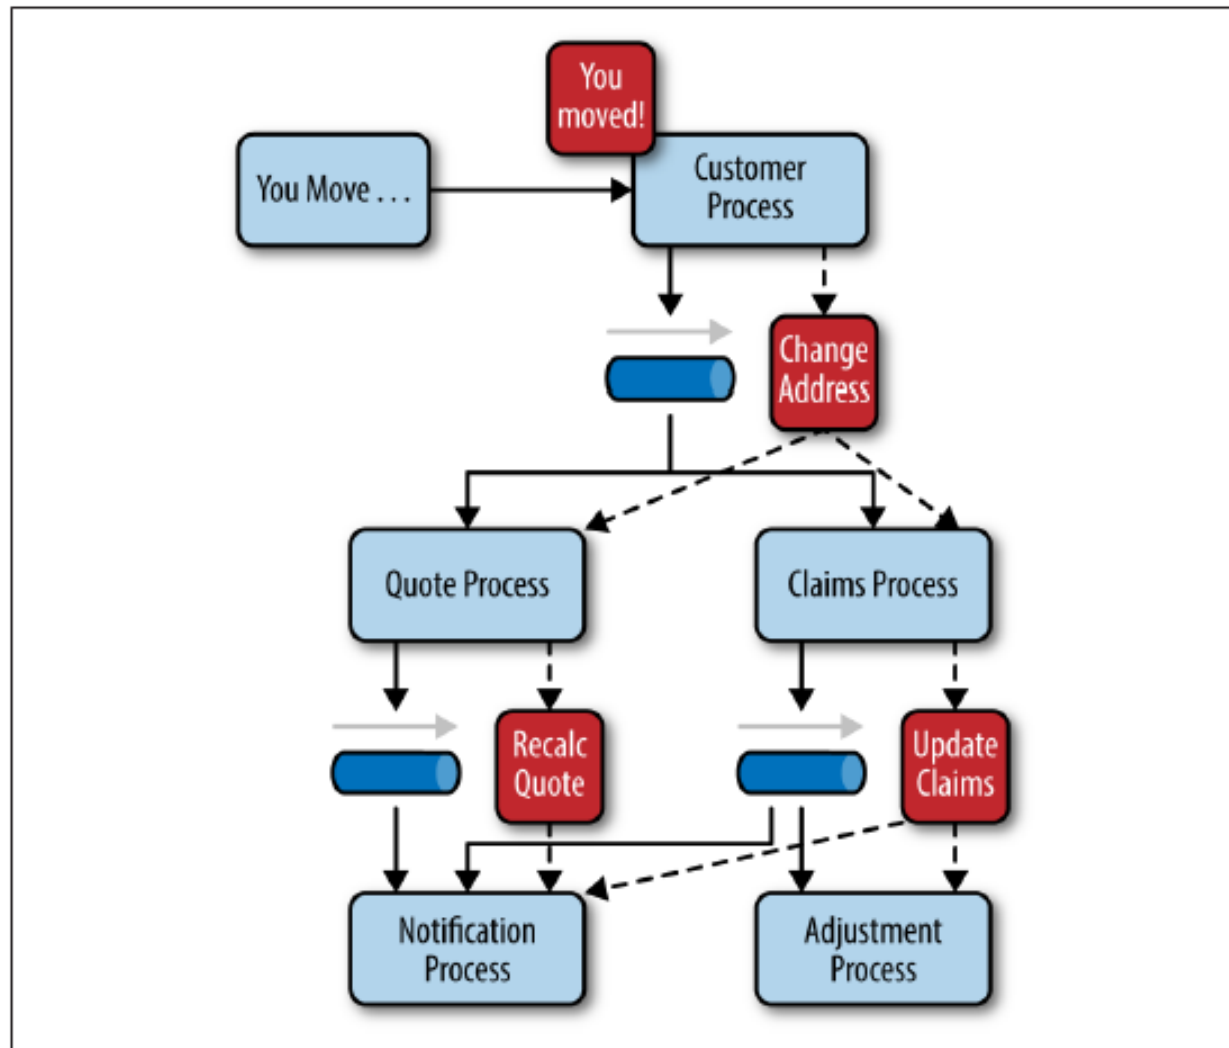 You
moved!
You Move . . .
Customer
Process
Change
Address
Quote Process
Claims Process
Recalc
Quote
Update
Claims
Notification
Process
Adjustment
Process